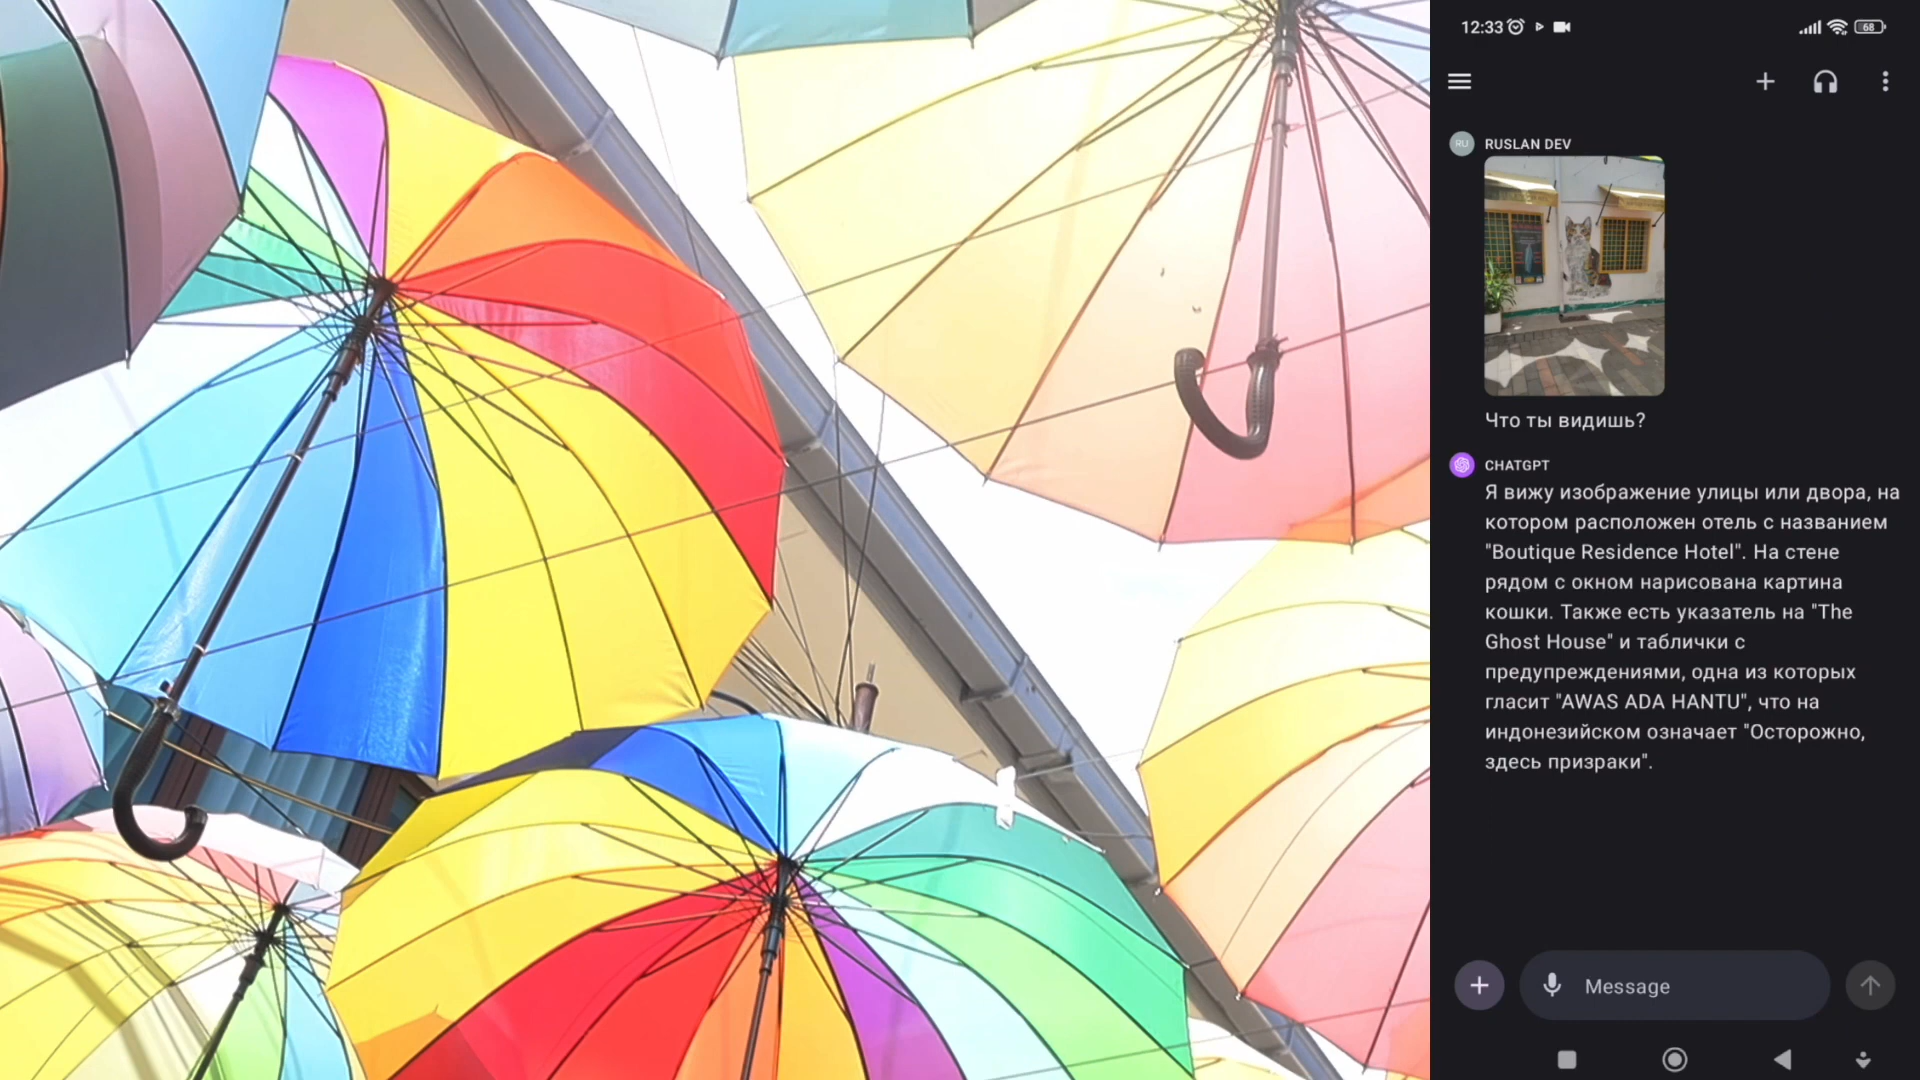 12:33
68
RU
RUSLAN DEV
Что ты видишь?
CHATGPT
Я вижу изображение улицы или двора, на
котором расположен отель с названием
"Boutique Residence Hotel". На стене
рядом с окном нарисована картина
кошки. Также есть указатель на "The
Ghost House" и таблички с
предупреждениями, одна из которых
гласит "AWAS ADA HANTU", что на
индонезийском означает "Осторожно,
здесь призраки".
Message